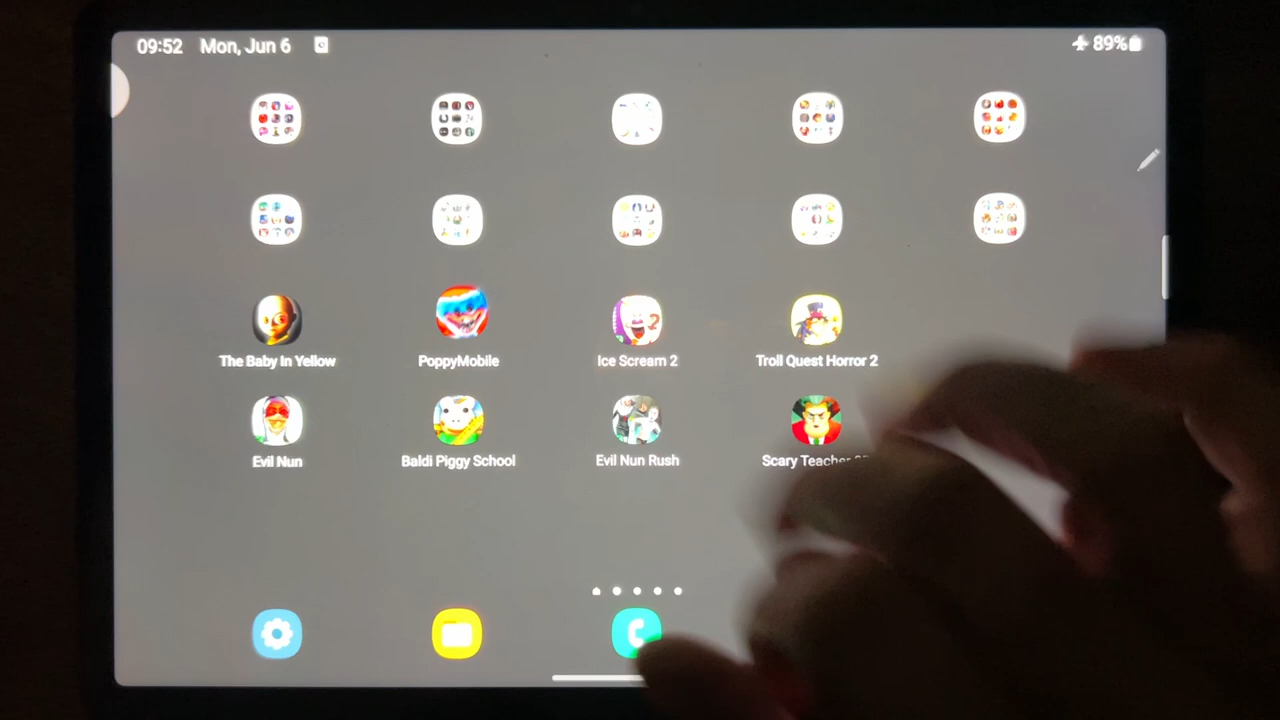 09:52 Mon, Jun 6 89%
The Baby In Yellow PoppyMobile Ice Scream 2 Troll Quest Horror 2
Evil Nun Baldi Piggy School Evil Nun Rush Scary Teacher